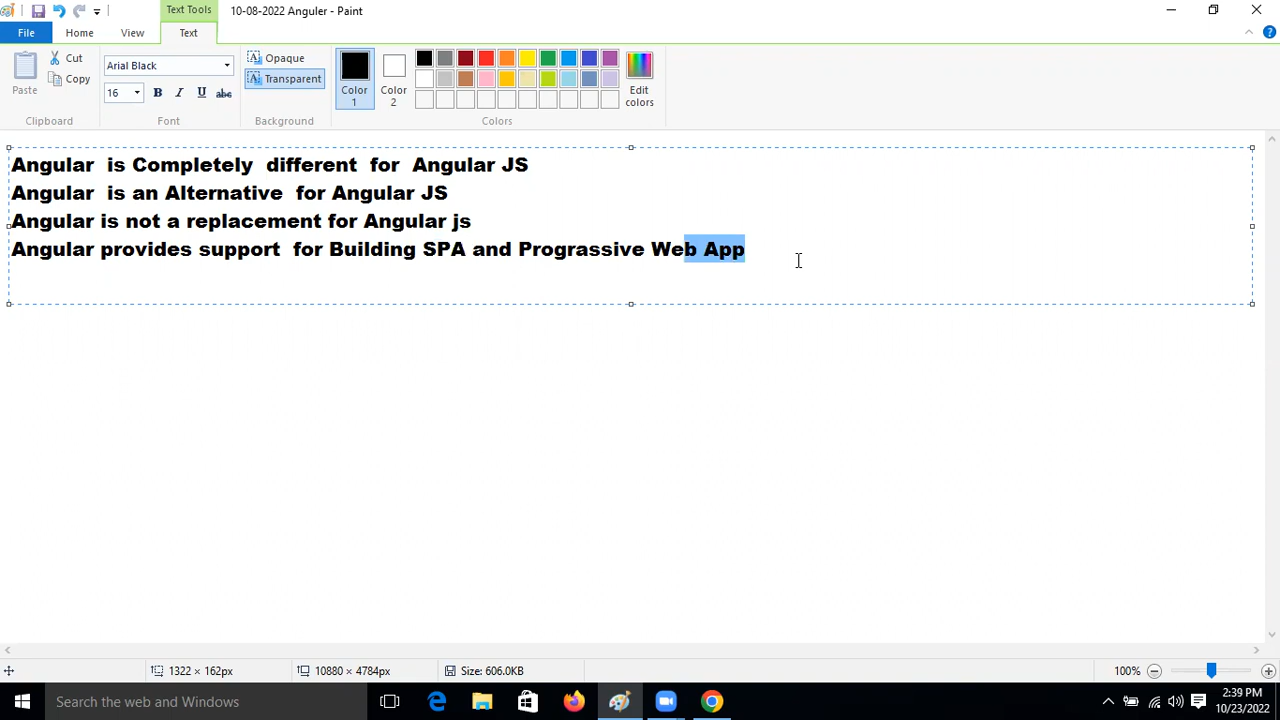 Text Tools
10-08-2022 Anguler - Paint
File
Home
View
Text
Paste
Cut
Copy
Clipboard
Arial Black
16
B I U abc
Font
Opaque
Transparent
Background
Color 1
Color 2
Edit colors
Colors
Angular is Completely different for Angular JS
Angular is an Alternative for Angular JS
Angular is not a replacement for Angular js
Angular provides support for Building SPA and Prograssive Web App
1322 × 162px
10880 × 4784px
Size: 606.0KB
100%
Search the web and Windows
2:39 PM
10/23/2022